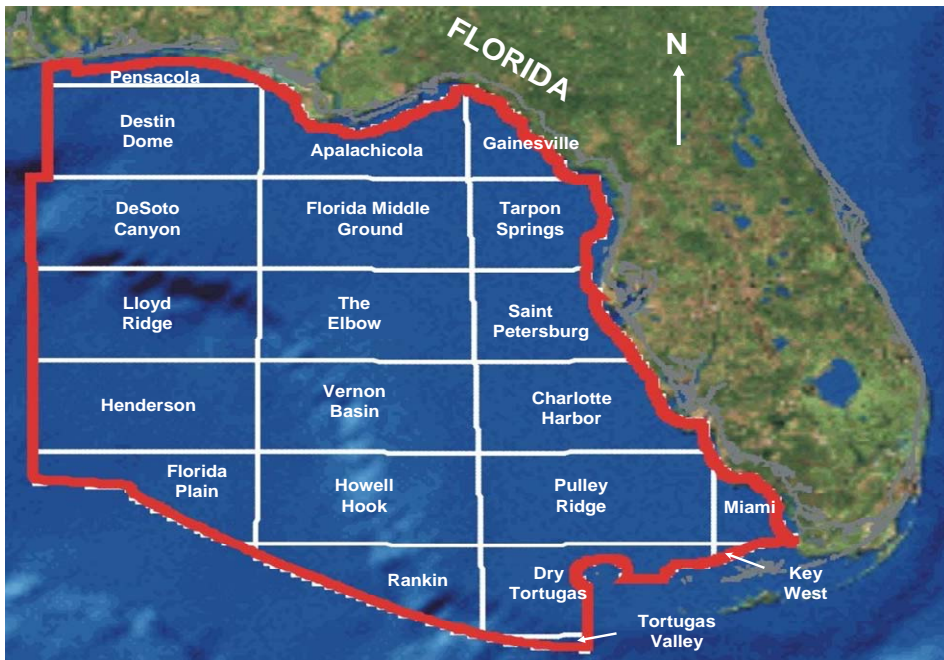 FLORIDA
N
Pensacola
Destin
Dome
Apalachicola
Gainesville
DeSoto
Canyon
Florida Middle
Ground
Tarpon
Springs
Lloyd
Ridge
The
Elbow
Saint
Petersburg
Henderson
Vernon
Basin
Charlotte
Harbor
Florida
Plain
Howell
Hook
Pulley
Ridge
Miami
Rankin
Dry
Tortugas
Key
West
Tortugas
Valley